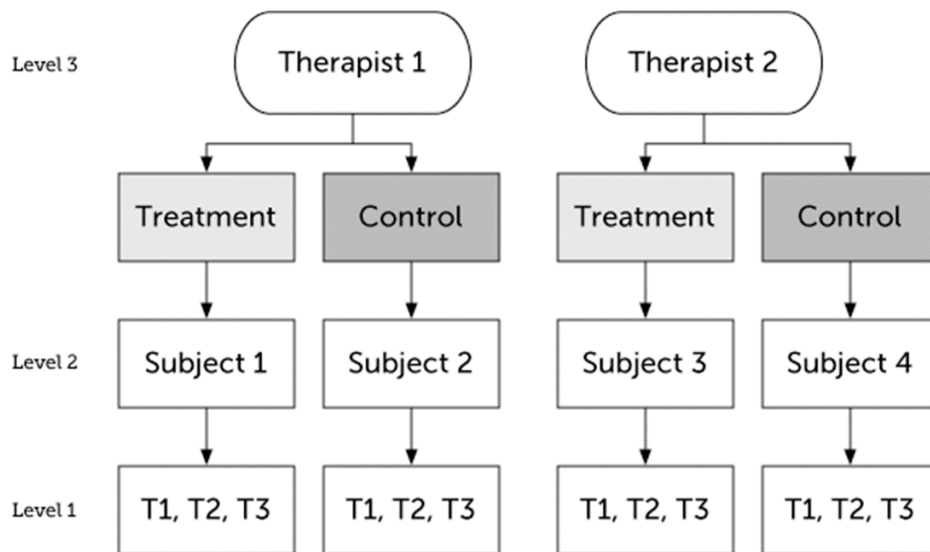 Level 3
Therapist 1
Therapist 2
Treatment
Control
Treatment
Control
Level 2
Subject 1
Subject 2
Subject 3
Subject 4
Level 1
T1, T2, T3
T1, T2, T3
T1, T2, T3
T1, T2, T3